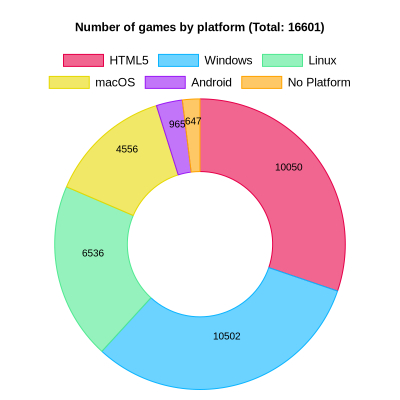 Number of games by platform (Total: 16601)
HTML5 Windows Linux
macOS Android No Platform
965 647
4556
10050
6536
10502